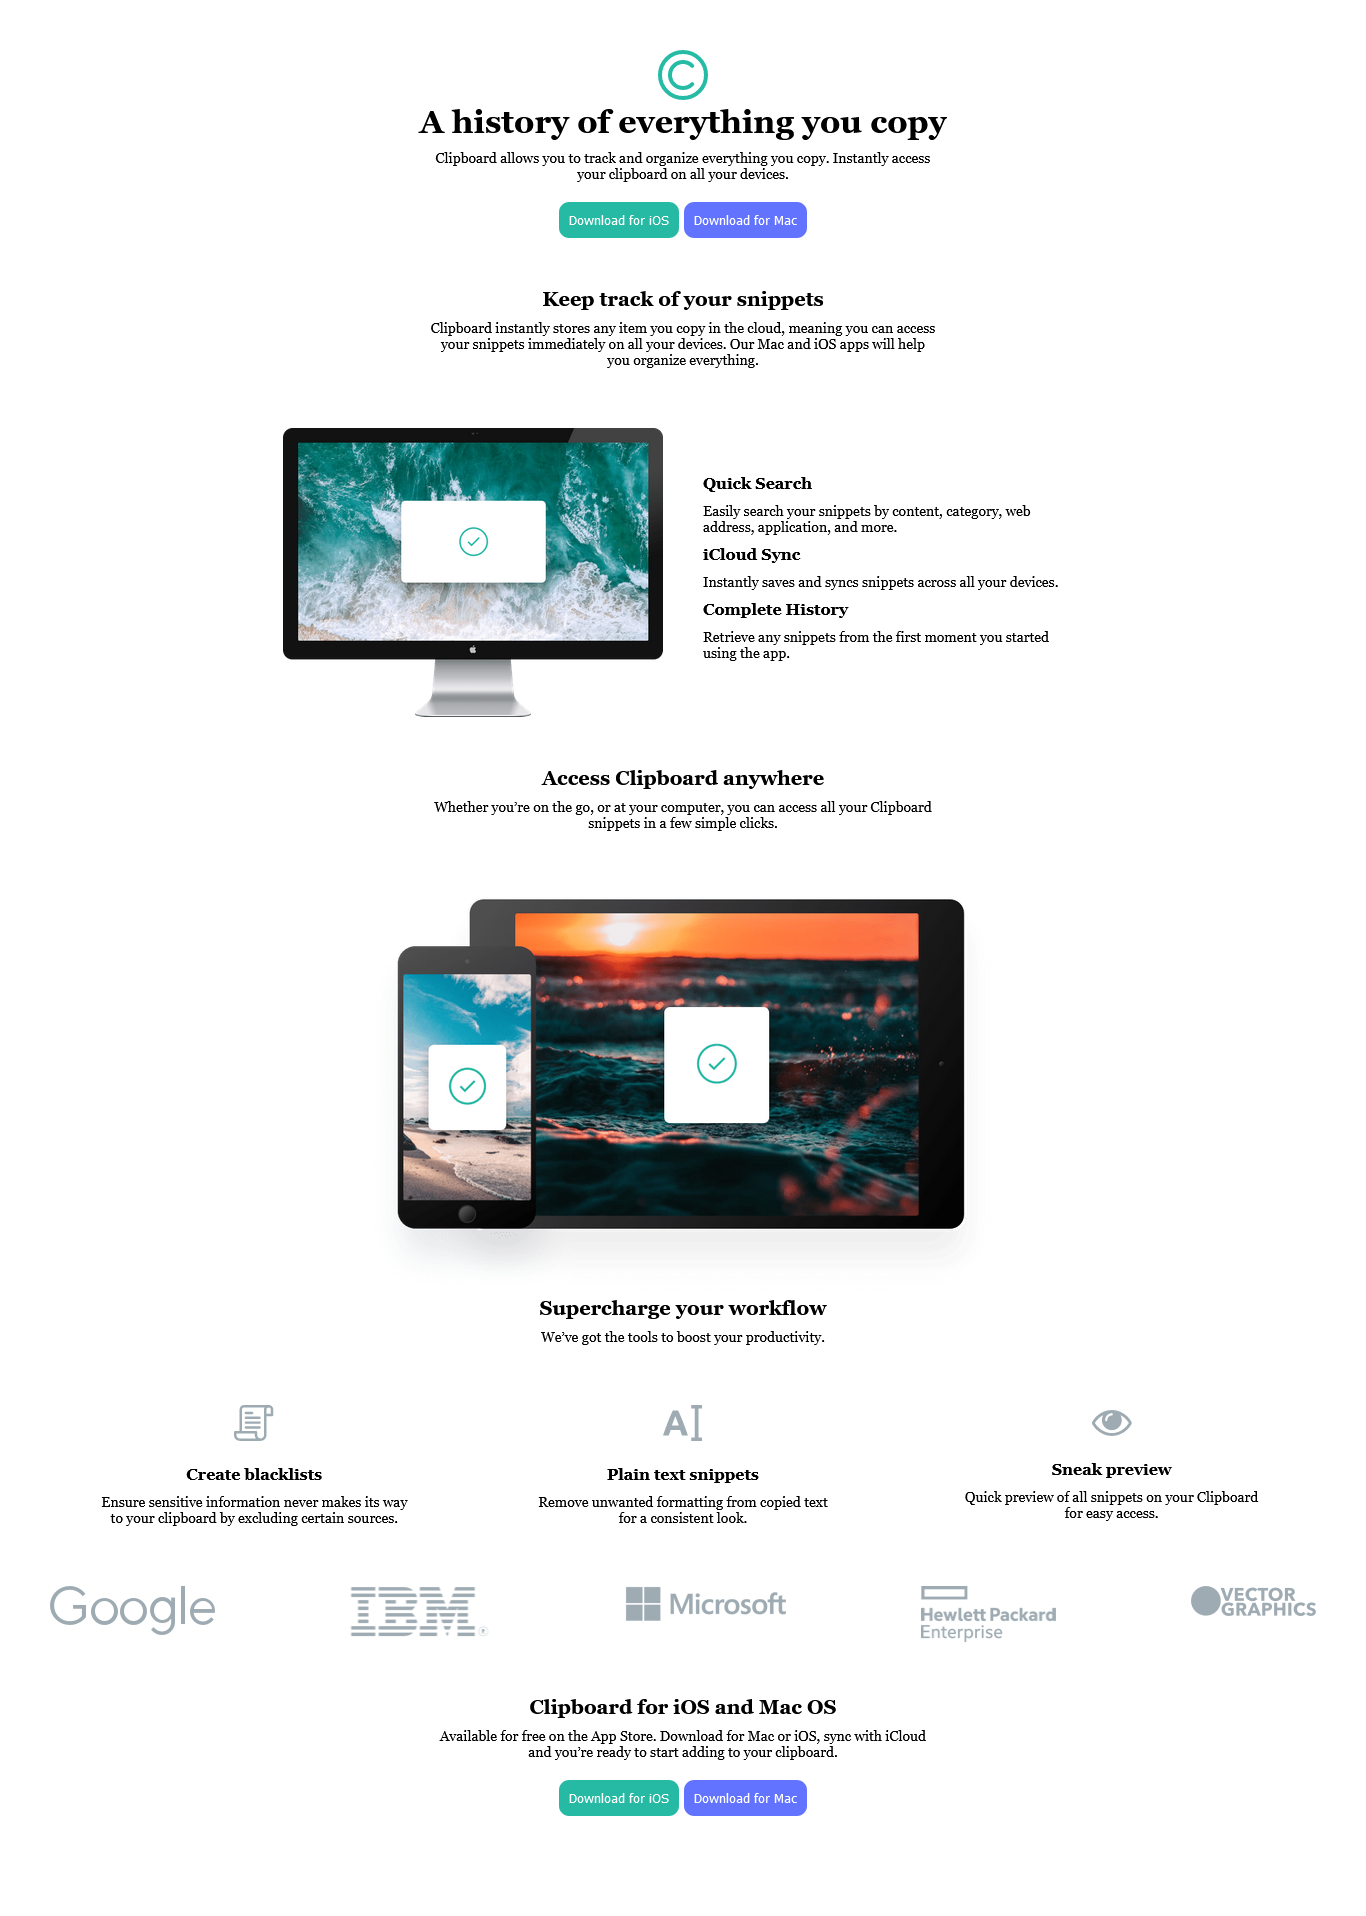 A history of everything you copy
Clipboard allows you to track and organize everything you copy. Instantly access
your clipboard on all your devices.
Download for iOS
Download for Mac
Keep track of your snippets
Clipboard instantly stores any item you copy in the cloud, meaning you can access
your snippets immediately on all your devices. Our Mac and iOS apps will help
you organize everything.
Quick Search
Easily search your snippets by content, category, web
address, application, and more.
iCloud Sync
Instantly saves and syncs snippets across all your devices.
Complete History
Retrieve any snippets from the first moment you started
using the app.
Access Clipboard anywhere
Whether you’re on the go, or at your computer, you can access all your Clipboard
snippets in a few simple clicks.
Supercharge your workflow
We’ve got the tools to boost your productivity.
Create blacklists
Ensure sensitive information never makes its way
to your clipboard by excluding certain sources.
Plain text snippets
Remove unwanted formatting from copied text
for a consistent look.
Sneak preview
Quick preview of all snippets on your Clipboard
for easy access.
Google
IBM
Microsoft
Hewlett Packard
Enterprise
VECTOR
GRAPHICS
Clipboard for iOS and Mac OS
Available for free on the App Store. Download for Mac or iOS, sync with iCloud
and you’re ready to start adding to your clipboard.
Download for iOS
Download for Mac